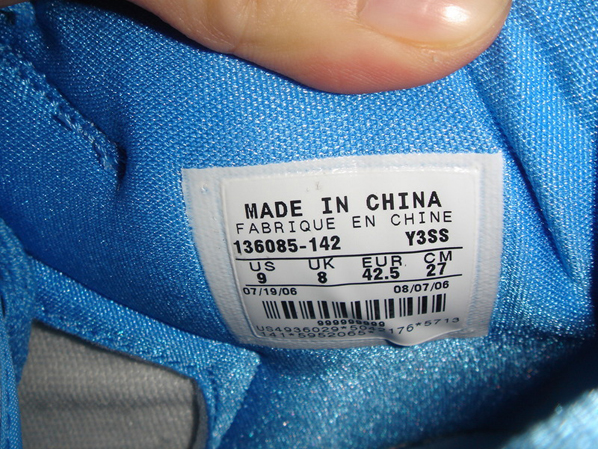 MADE IN CHINA
FABRIQUE EN CHINE
136085-142 Y3SS
US UK EUR CM
9 8 42.5 27
07/19/06 08/07/06
999999999